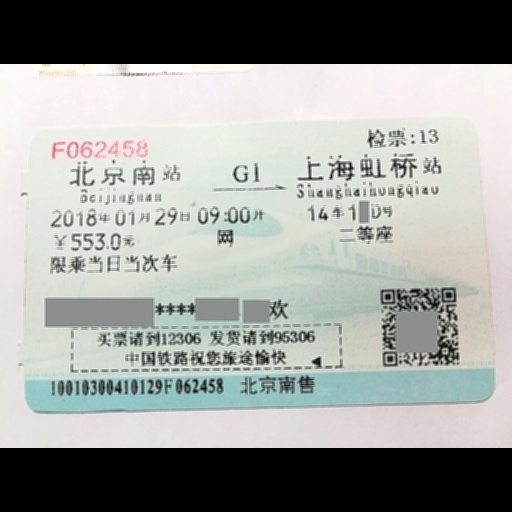 F062458
检票:13
北京南站 G1 上海虹桥站
Beijingnan Shanghaihongqiao
2018年01月29日09:00开 14车1 D号
￥553.0元 网 二等座
限乘当日当次车
**** 欢
买票请到12306 发货请到95306
中国铁路祝您旅途愉快
10010300410129F062458 北京南售